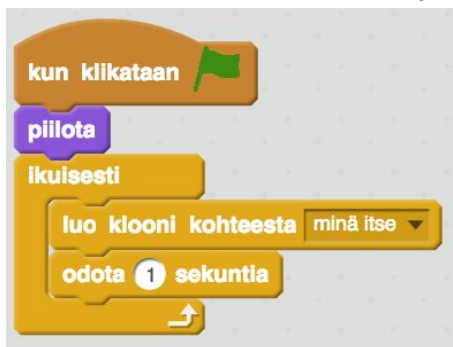 kun klikataan
piilota
ikuisesti
luo klooni kohteesta minä itse
odota 1 sekuntia